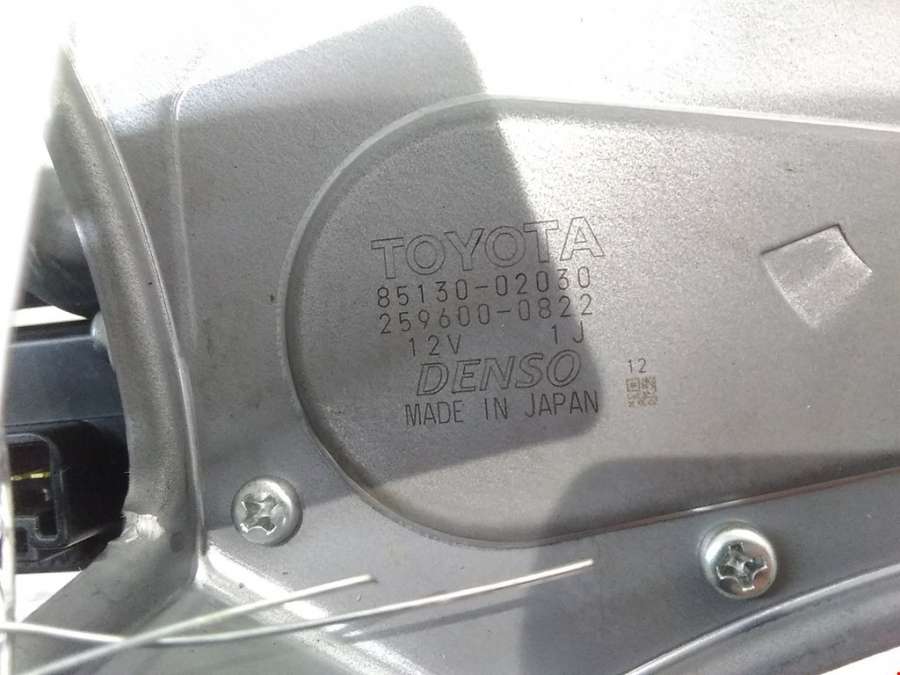 TOYOTA
85130-02030
259600-0822
12V 1J
DENSO
MADE IN JAPAN
12